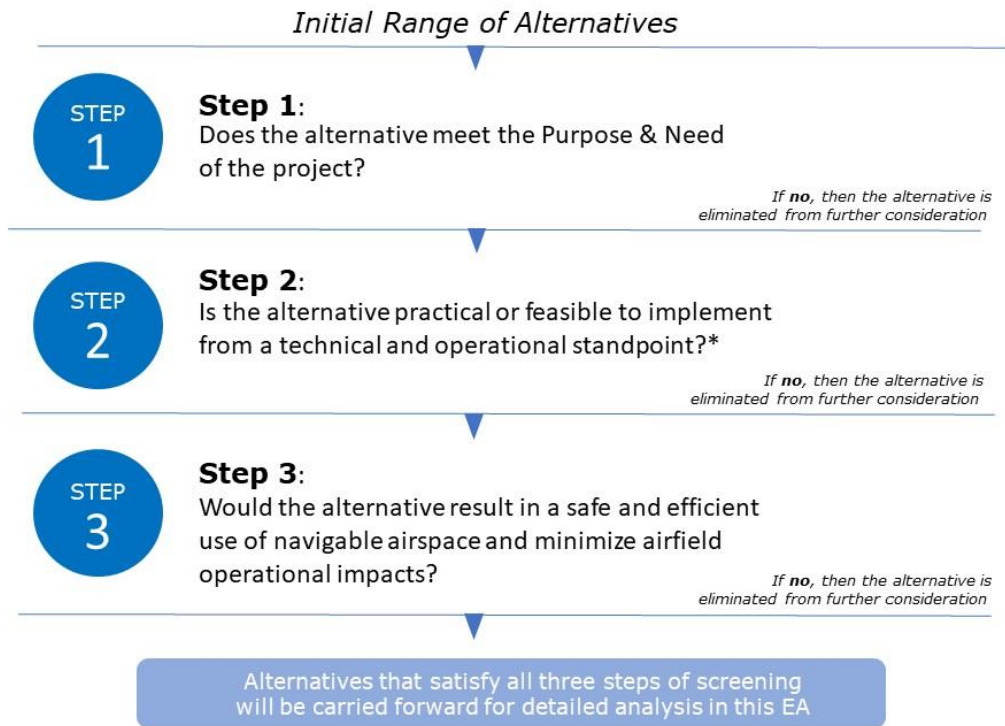 Initial Range of Alternatives
STEP
1
Step 1:
Does the alternative meet the Purpose & Need
of the project?
If no, then the alternative is
eliminated from further consideration
STEP
2
Step 2:
Is the alternative practical or feasible to implement
from a technical and operational standpoint?*
If no, then the alternative is
eliminated from further consideration
STEP
3
Step 3:
Would the alternative result in a safe and efficient
use of navigable airspace and minimize airfield
operational impacts?
If no, then the alternative is
eliminated from further consideration
Alternatives that satisfy all three steps of screening
will be carried forward for detailed analysis in this EA